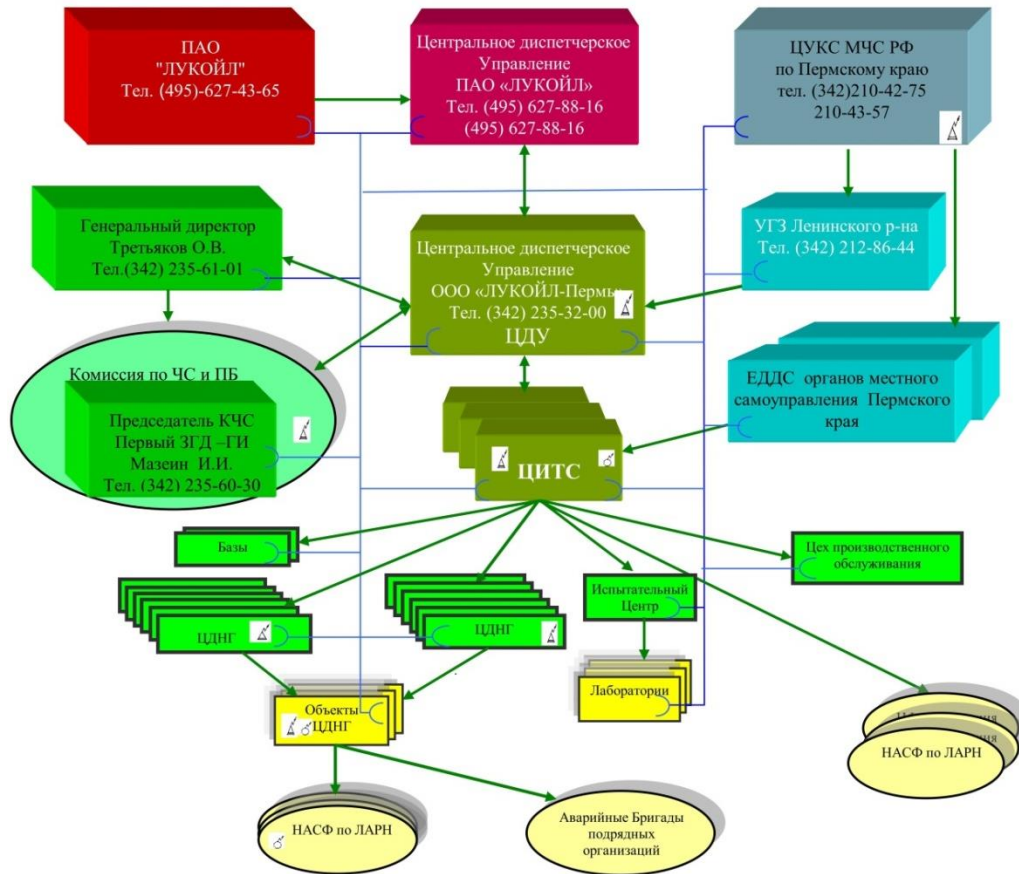 ПАО
"ЛУКОЙЛ"
Тел. (495)-627-43-65
Центральное диспетчерское
Управление
ПАО «ЛУКОЙЛ»
Тел. (495) 627-88-16
(495) 627-88-16
ЦУКС МЧС РФ
по Пермскому краю
тел. (342)210-42-75
210-43-57
Генеральный директор
Третьяков О.В.
Тел.(342) 235-61-01
Центральное диспетчерское
Управление
ООО «ЛУКОЙЛ-Пермь»
Тел. (342) 235-32-00
ЦДУ
УГЗ Ленинского р-на
Тел. (342) 212-86-44
Комиссия по ЧС и ПБ
Председатель КЧС
Первый ЗГД –ГИ
Мазеин И.И.
Тел. (342) 235-60-30
ЕДДС органов местного
самоуправления Пермского
края
ЦИТС
Базы
Цех производственного
обслуживания
ЦДНГ
ЦДНГ
Испытательный
Центр
Объекты
ЦДНГ
Лаборатории
НАСФ по ЛАРН
НАСФ по ЛАРН
Аварийные Бригады
подрядных
организаций